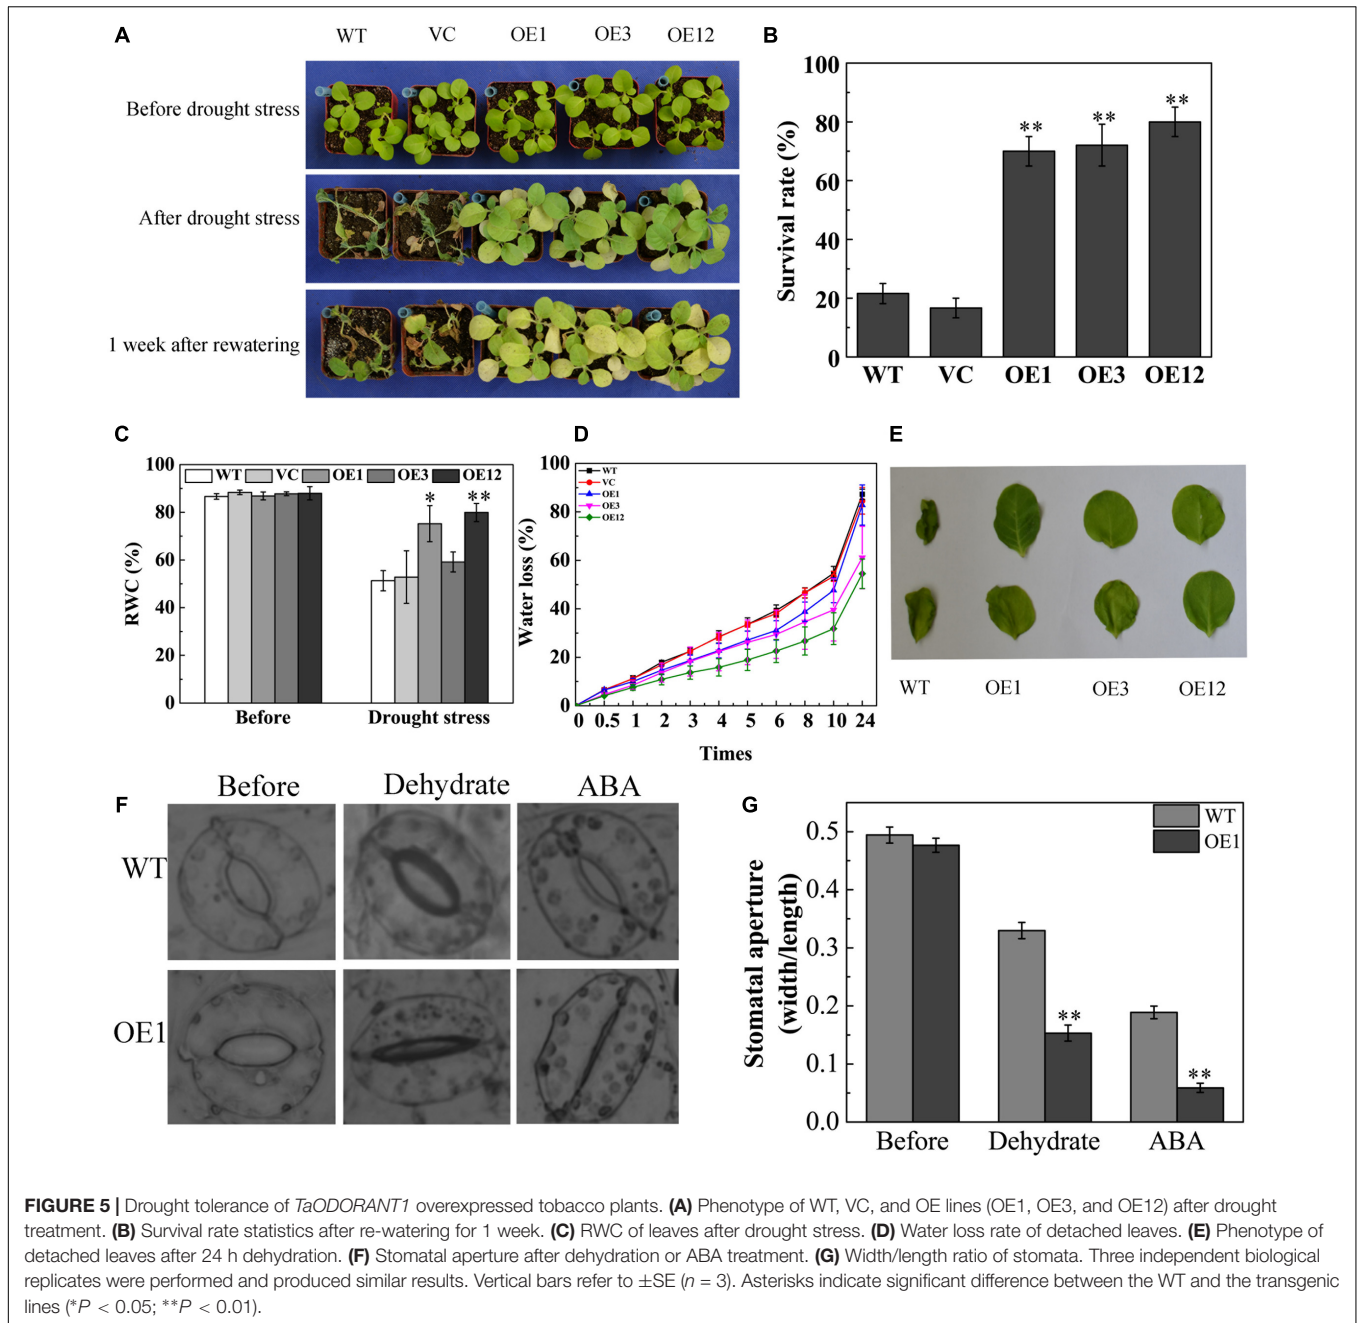 A
WT VC OE1 OE3 OE12
Before drought stress
After drought stress
1 week after rewatering
B
Survival rate (%)
100
80
60
40
20
0
** ** **
WT VC OE1 OE3 OE12
C
RWC (%)
100
80
60
40
20
0
WT VC OE1 OE3 OE12
* **
Before Drought stress
D
Water loss (%)
100
80
60
40
20
0
WT
VC
OE1
OE3
OE12
0 0.5 1 2 3 4 5 6 8 10 24
Times
E
WT OE1 OE3 OE12
F
Before Dehydrate ABA
WT
OE1
G
Stomatal aperture
(width/length)
0.5
0.4
0.3
0.2
0.1
0.0
WT
OE1
**
**
Before Dehydrate ABA
FIGURE 5 | Drought tolerance of TaODORANT1 overexpressed tobacco plants. (A) Phenotype of WT, VC, and OE lines (OE1, OE3, and OE12) after drought
treatment. (B) Survival rate statistics after re-watering for 1 week. (C) RWC of leaves after drought stress. (D) Water loss rate of detached leaves. (E) Phenotype of
detached leaves after 24 h dehydration. (F) Stomatal aperture after dehydration or ABA treatment. (G) Width/length ratio of stomata. Three independent biological
replicates were performed and produced similar results. Vertical bars refer to ±SE (n = 3). Asterisks indicate significant difference between the WT and the transgenic
lines (*P < 0.05; **P < 0.01).